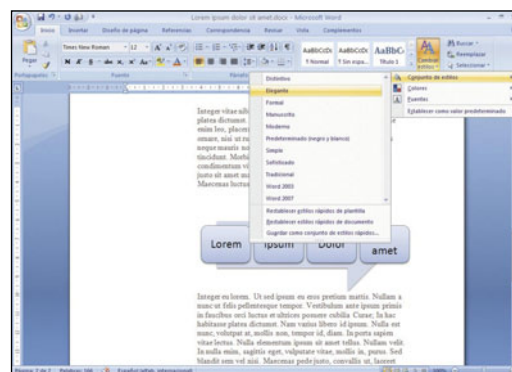 Lorem ipsum dolor sit amet.docx - Microsoft Word
Inicio Insertar Diseño de página Referencias Correspondencia Revisar Vista Complementos
Times New Roman 12
Buscar
Reemplazar
Seleccionar
Pegar
AaBbCcDc AaBbCcDc AaBbC
Normal Sin espa... Título 1
Cambiar estilos
Portapapeles Fuente Párrafo
Distintivo
Elegante
Formal
Manuscrita
Moderno
Predeterminado (negro y blanco)
Simple
Sofisticado
Tradicional
Word 2003
Word 2007
Restablecer estilos rápidos de plantilla
Restablecer estilos rápidos de documento
Guardar como conjunto de estilos rápidos...
Conjunto de estilos
Colores
Fuentes
Establecer como valor predeterminado
Integer vitae
platea dictumst.
enim leo, placer
ornare, nisi ut
neque mauris
tincidunt. Morbi
condimentum
justo sit amet
Maecenas luctus
Lorem ipsum Dolor amet
Integer eu lorem. Ut sed ipsum eu eros pretium mattis. Nullam a
nunc ut felis pellentesque tempor. Vestibulum ante ipsum primis
in faucibus orci luctus et ultrices posuere cubilia Curae; In hac
habitasse platea dictumst. Nam varius libero id ipsum. Nulla est
nunc, volutpat at, mollis non, tempor id, diam. In porta sapien
vitae lectus. Nulla elementum ipsum sit amet tellus. Nullam velit.
In nulla enim, sagittis eget, vulputate vitae, mollis in, purus. Sed
blandit sem vel nisi. Maecenas pede justo, convallis ut, laoreet
Página: 2 de 2 Palabras: 566 Español (alfab. internacional)